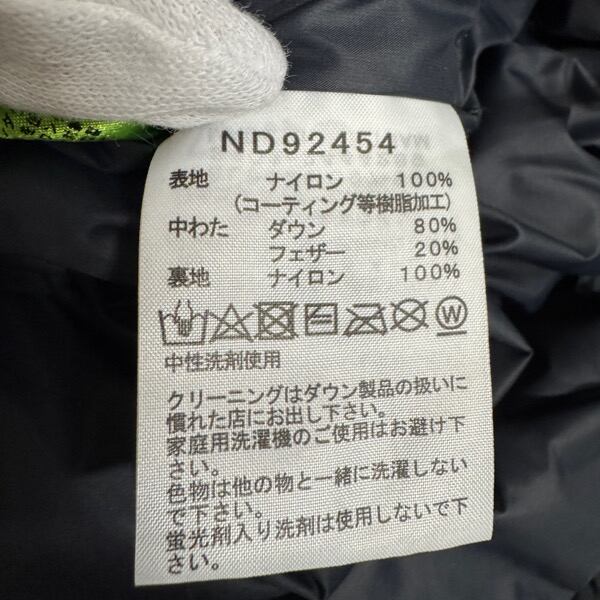 ND92454
表地 ナイロン 100%
(コーティング等樹脂加工)
中わた ダウン 80%
フェザー 20%
裏地 ナイロン 100%
W
中性洗剤使用
クリーニングはダウン製品の扱いに
慣れた店にお出し下さい。
家庭用洗濯機のご使用はお避け下
さい。
色物は他の物と一緒に洗濯しない
で下さい。
蛍光剤入り洗剤は使用しないで下
さい。